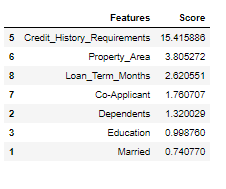 Features Score
5 Credit_History_Requirements 15.415886
6 Property_Area 3.805272
8 Loan_Term_Months 2.620551
7 Co-Applicant 1.760707
2 Dependents 1.320029
3 Education 0.998760
1 Married 0.740770